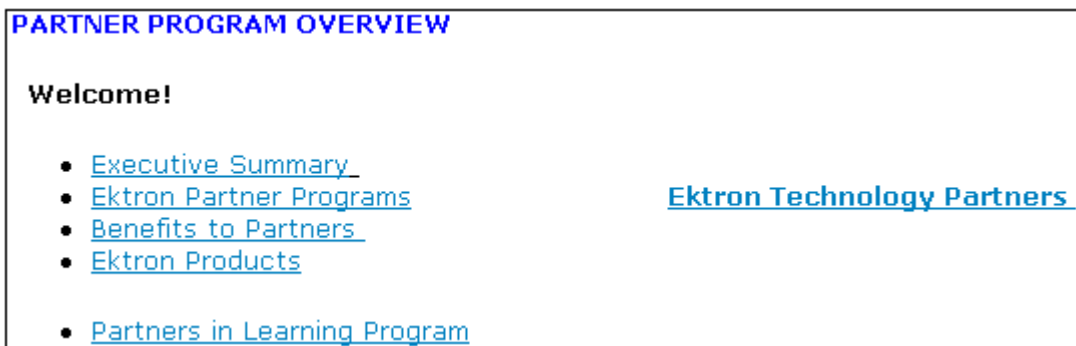 PARTNER PROGRAM OVERVIEW
Welcome!
• Executive Summary
• Ektron Partner Programs
Ektron Technology Partners
• Benefits to Partners
• Ektron Products
• Partners in Learning Program